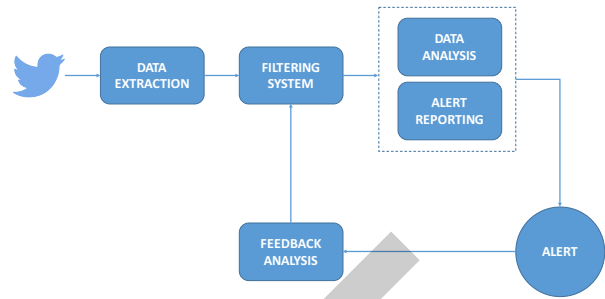 DATA
EXTRACTION
FILTERING
SYSTEM
DATA
ANALYSIS
ALERT
REPORTING
FEEDBACK
ANALYSIS
ALERT